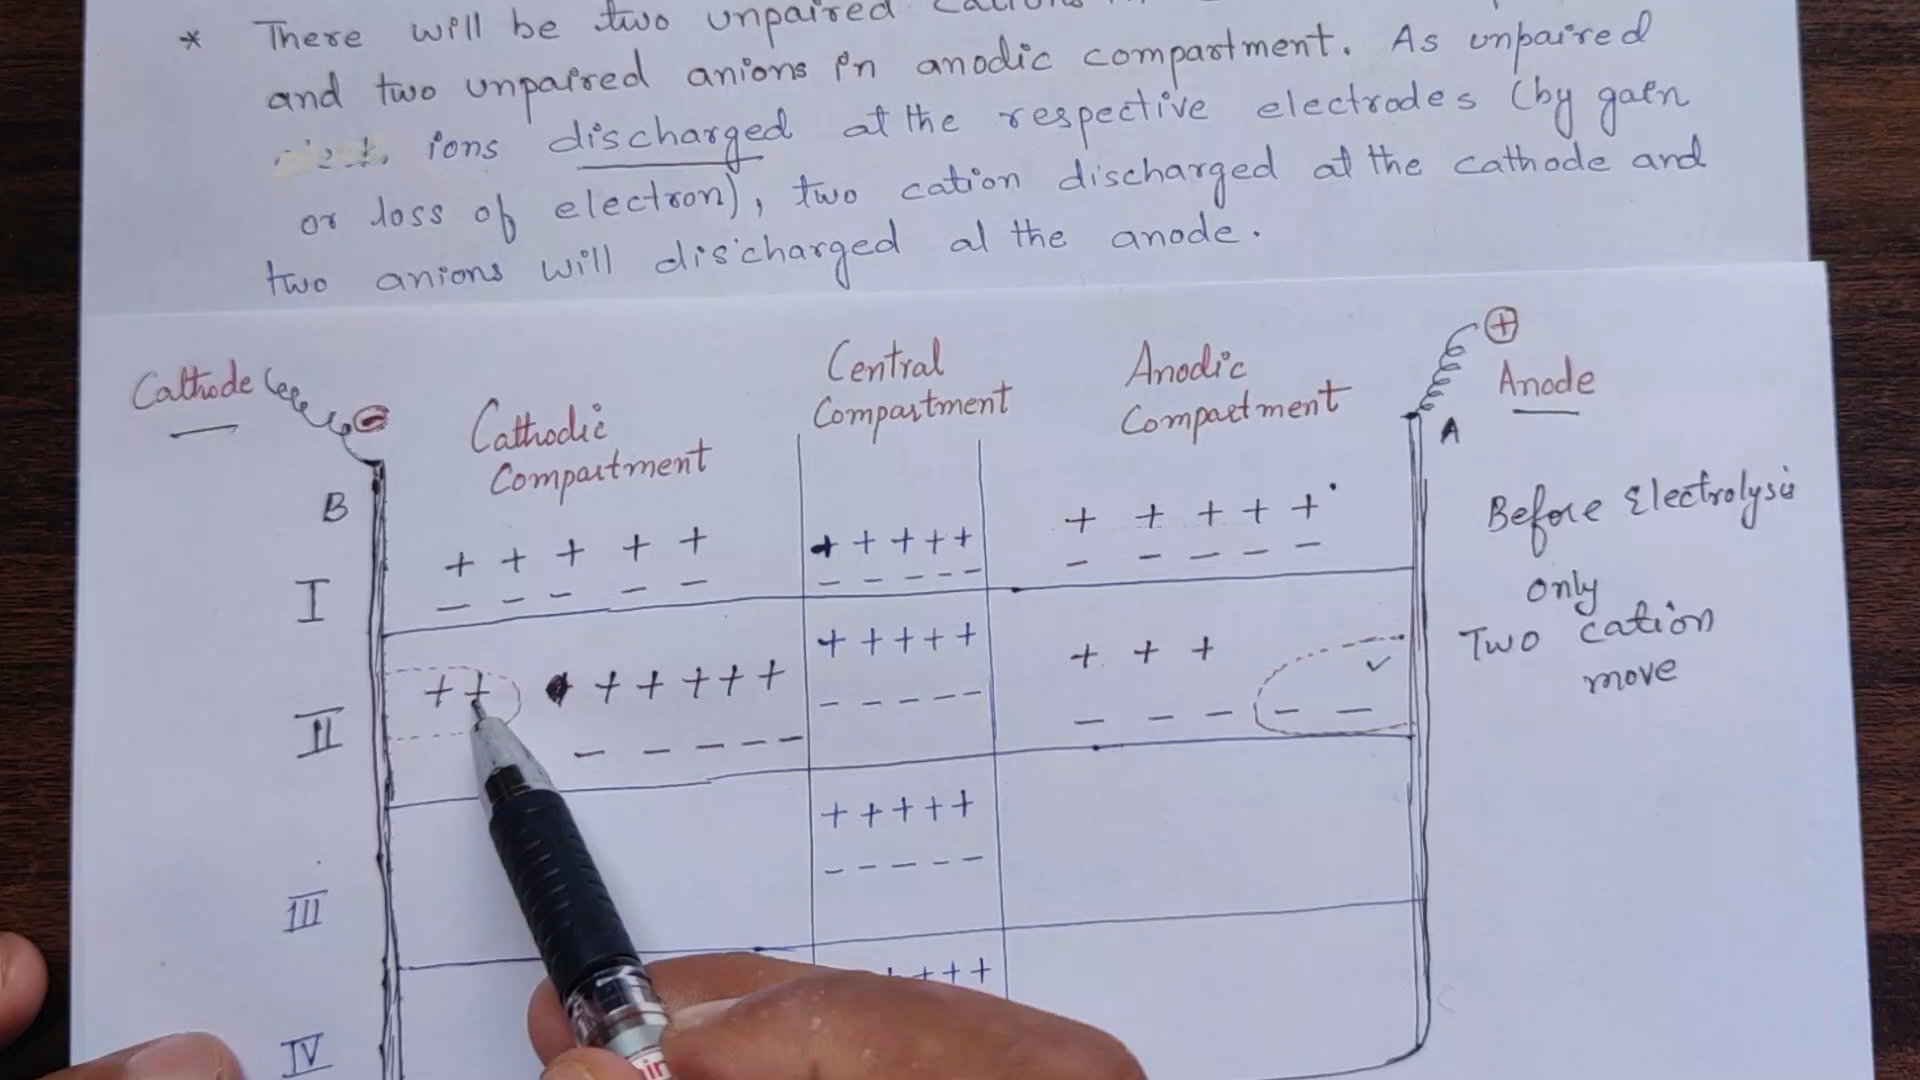 * There will be two unpaired cations in
and two unpaired anions in anodic compartment. As unpaired
ions discharged at the respective electrodes (by gain
or loss of electron), two cation discharged at the cathode and
two anions will discharged at the anode.
Cathode
Cathodic
Compartment
Central
Compartment
Anodic
Compartment
Anode
B
A
I
+ + + + +
- - - - -
+ + + + +
- - - - -
+ + + + +
- - - - -
Before Electrolysis
II
+ + + + + + +
- - - - -
+ + + + +
- - - - -
+ + +
- - - - -
only
Two cation
move
III
+ + + + +
- - - - -
IV
+ + +